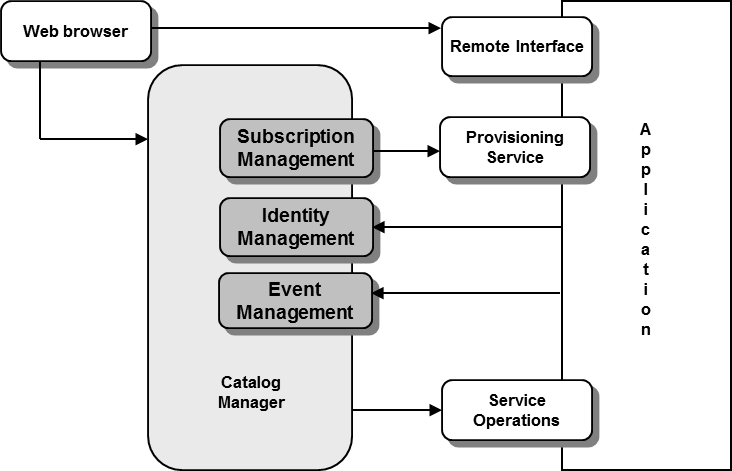 Web browser
Remote Interface
Subscription
Management
Provisioning
Service
Identity
Management
Event
Management
Catalog
Manager
Service
Operations
A
p
p
l
i
c
a
t
i
o
n